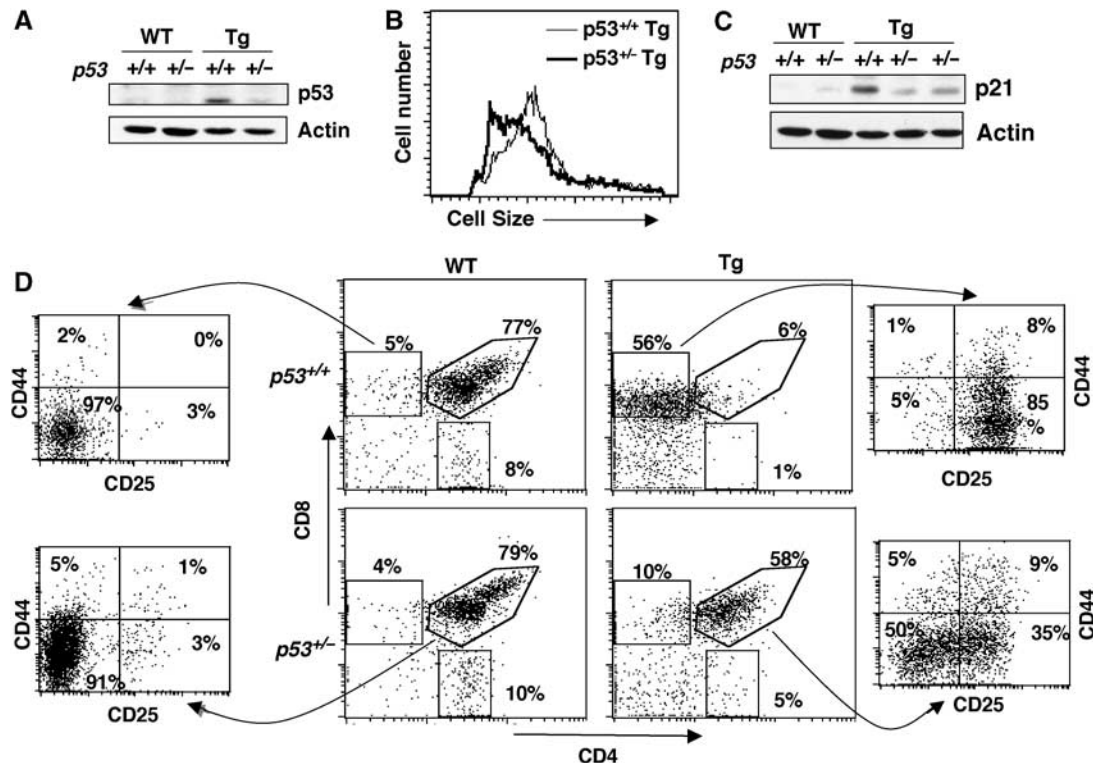 A
WT Tg
p53 +/+ +/– +/+ +/–
p53
Actin
B
p53+/+ Tg
p53+/- Tg
Cell number
Cell Size
C
WT Tg
p53 +/+ +/– +/+ +/– +/–
p21
Actin
D
WT Tg
2% 0%
97% 3%
CD44
CD25
p53+/+
5% 77%
8%
56% 6%
1%
1% 8%
5% 85
%
CD44
CD25
CD8
5% 1%
91% 3%
CD44
CD25
p53+/–
4% 79%
10%
10% 58%
5%
5% 9%
50% 35%
CD44
CD25
CD4